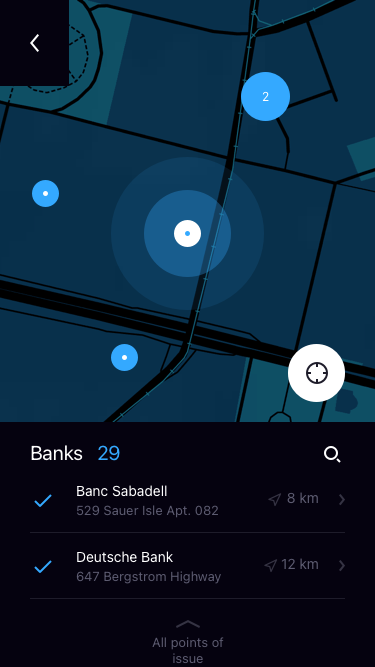 2
Banks 29
Banc Sabadell
529 Sauer Isle Apt. 082
8 km
Deutsche Bank
647 Bergstrom Highway
12 km
All points of
issue